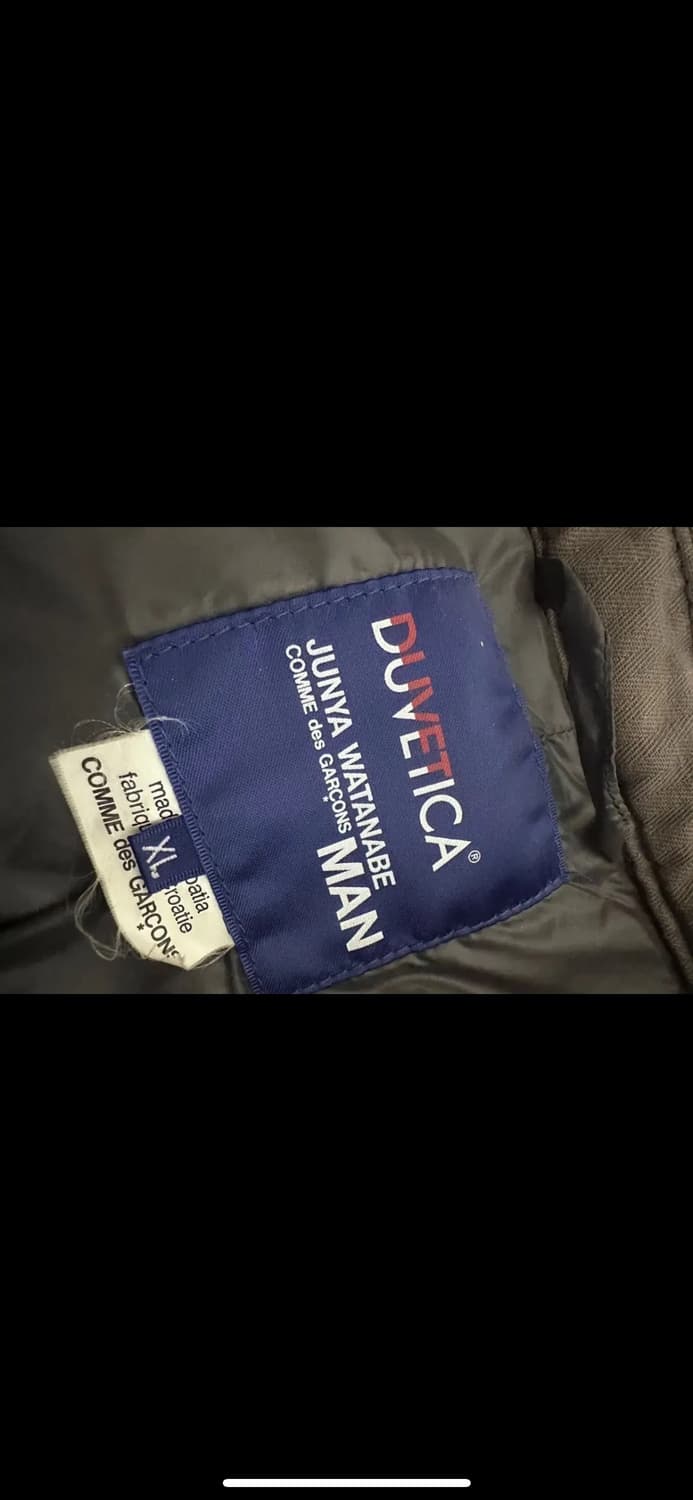 DUVETICA®
JUNYA WATANABE
COMME des GARÇONS MAN
XL
COMME des GARÇONS